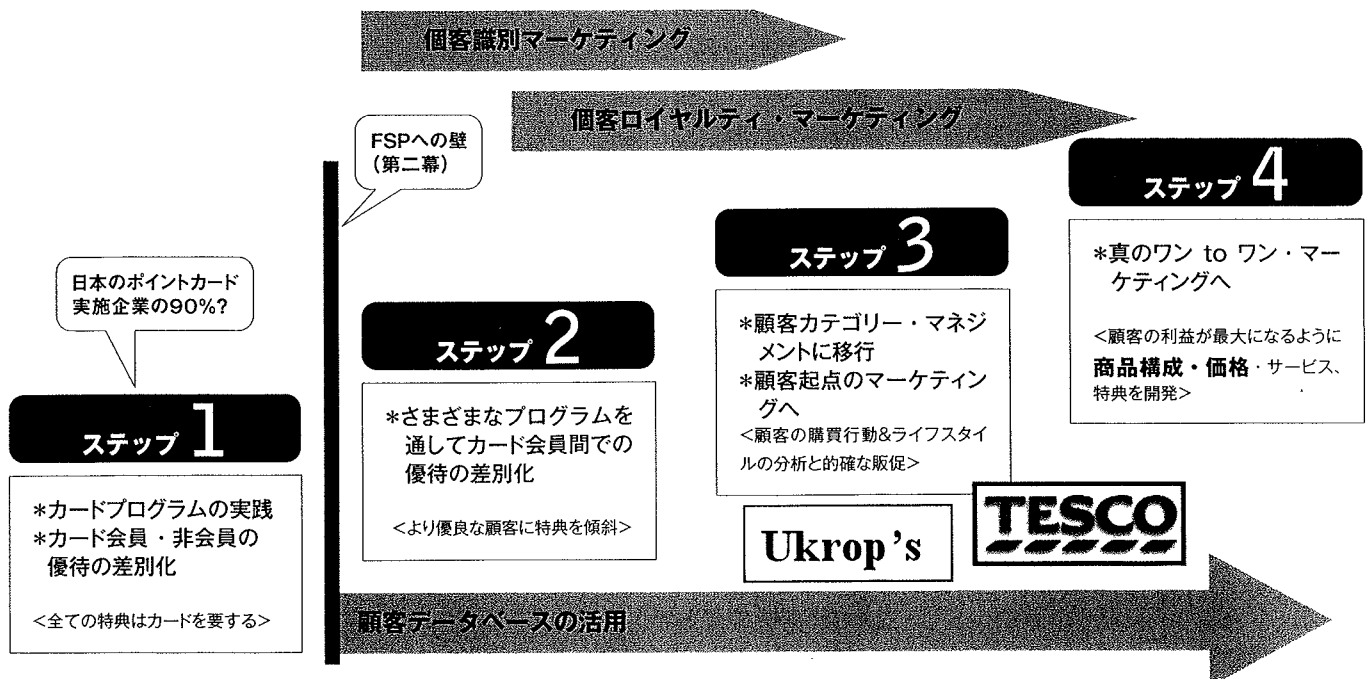 個客識別マーケティング
個客ロイヤルティ・マーケティング
FSPへの壁
(第二幕)
日本のポイントカード
実施企業の90%?
ステップ1
*カードプログラムの実践
*カード会員・非会員の
優待の差別化
<全ての特典はカードを要する>
ステップ2
*さまざまなプログラムを
通してカード会員間での
優待の差別化
<より優良な顧客に特典を傾斜>
ステップ3
*顧客カテゴリー・マネジ
メントに移行
*顧客起点のマーケティン
グへ
<顧客の購買行動&ライフスタイ
ルの分析と的確な販促>
Ukrop's
TESCO
ステップ4
*真のワン to ワン・マー
ケティングへ
<顧客の利益が最大になるように
商品構成・価格・サービス、
特典を開発>
顧客データベースの活用